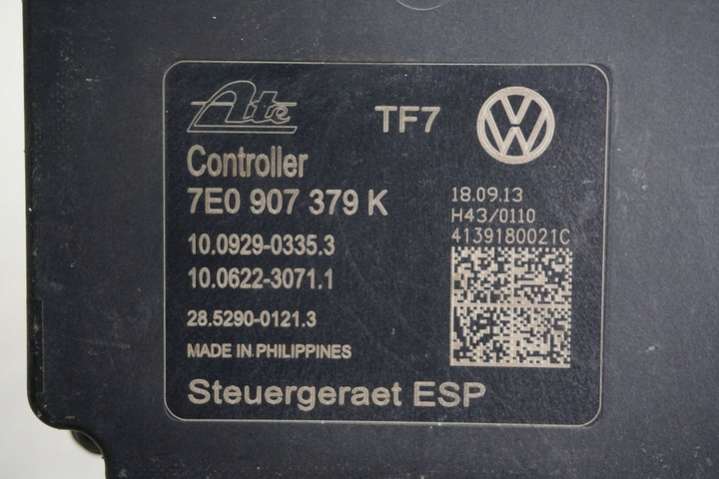 Ate
TF7
VW
Controller
7E0 907 379 K
18.09.13
H43/0110
4139180021C
10.0929-0335.3
10.0622-3071.1
28.5290-0121.3
MADE IN PHILIPPINES
Steuergeraet ESP